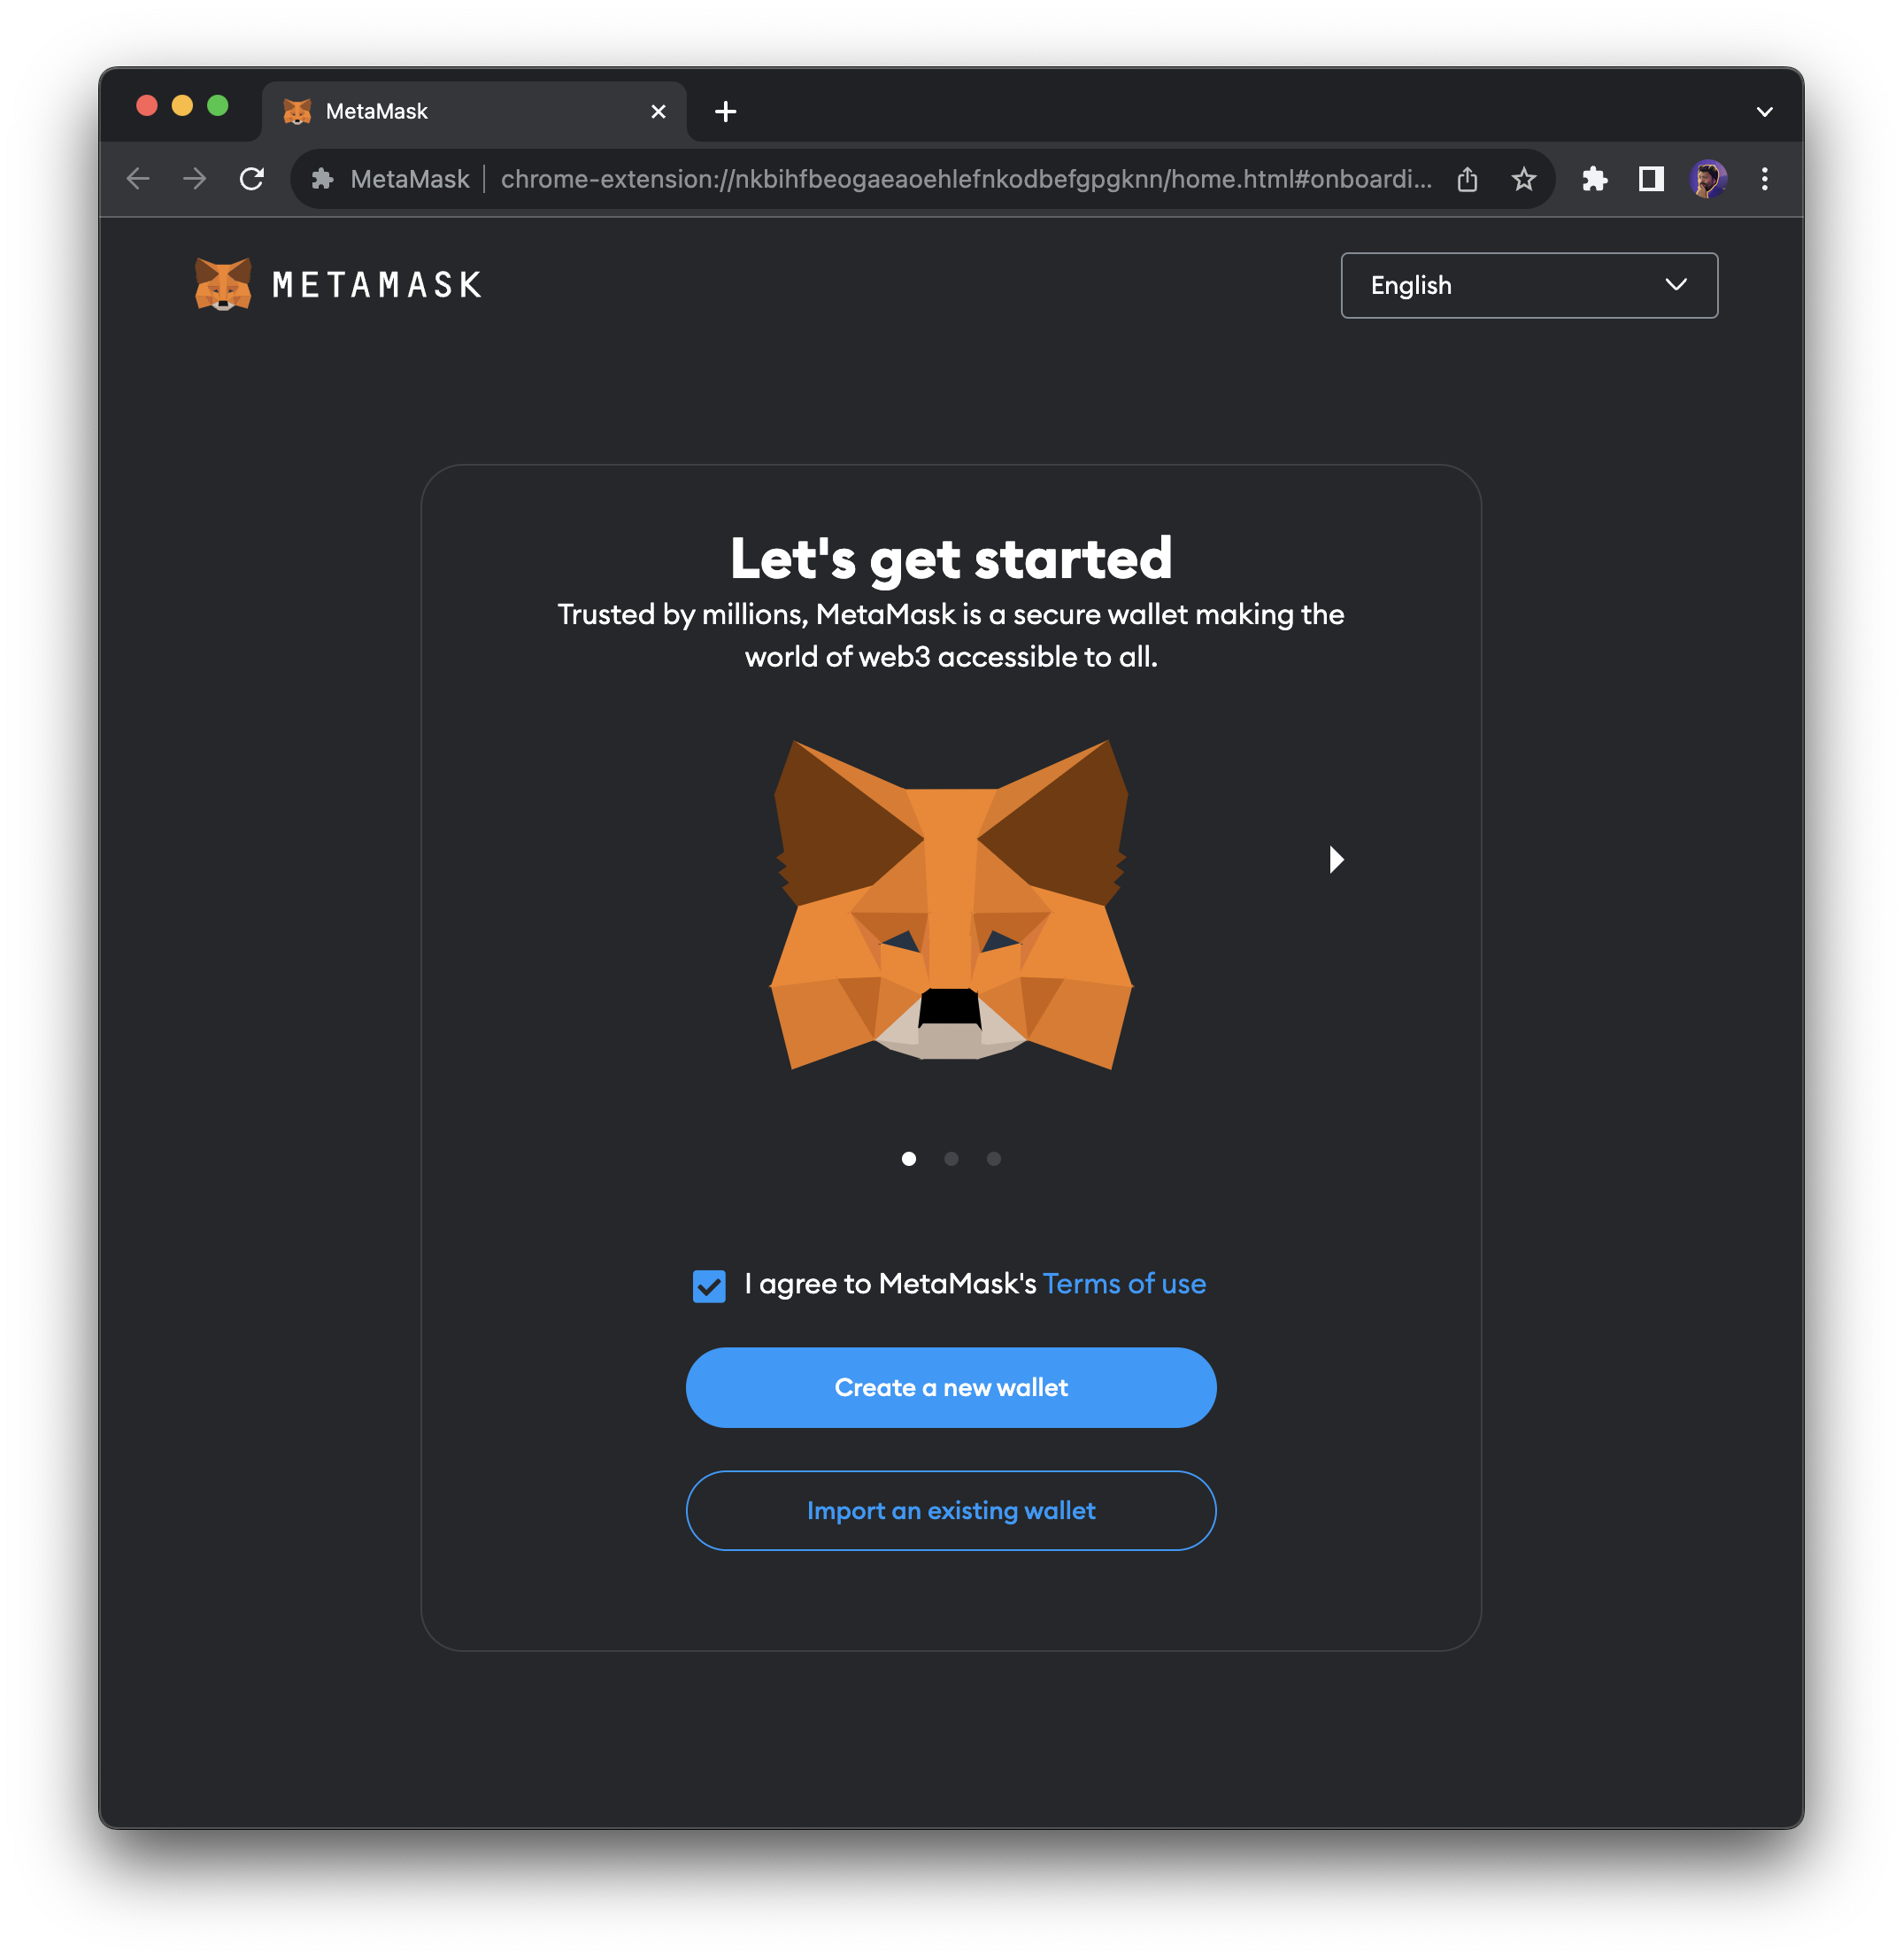 MetaMask
MetaMask chrome-extension://nkbihfbeogaeaoehlefnkodbefgpgknn/home.html#onboardi...
METAMASK
English
Let's get started
Trusted by millions, MetaMask is a secure wallet making the
world of web3 accessible to all.
I agree to MetaMask's Terms of use
Create a new wallet
Import an existing wallet